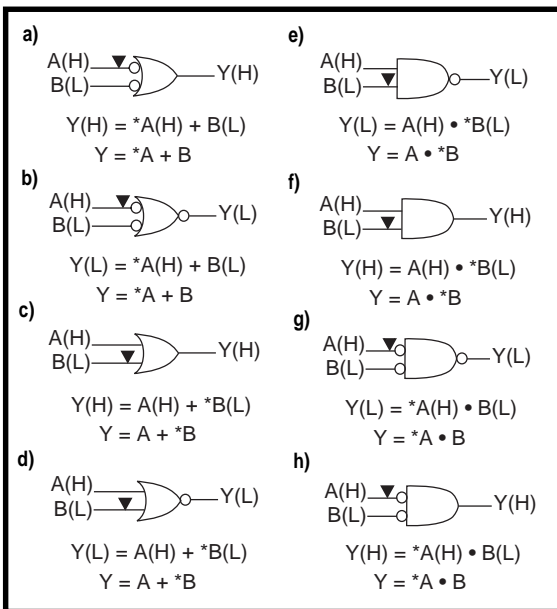 a)
A(H)
B(L)
Y(H)
Y(H) = *A(H) + B(L)
Y = *A + B
b)
A(H)
B(L)
Y(L)
Y(L) = *A(H) + B(L)
Y = *A + B
c)
A(H)
B(L)
Y(H)
Y(H) = A(H) + *B(L)
Y = A + *B
d)
A(H)
B(L)
Y(L)
Y(L) = A(H) + *B(L)
Y = A + *B
e)
A(H)
B(L)
Y(L)
Y(L) = A(H) • *B(L)
Y = A • *B
f)
A(H)
B(L)
Y(H)
Y(H) = A(H) • *B(L)
Y = A • *B
g)
A(H)
B(L)
Y(L)
Y(L) = *A(H) • B(L)
Y = *A • B
h)
A(H)
B(L)
Y(H)
Y(H) = *A(H) • B(L)
Y = *A • B